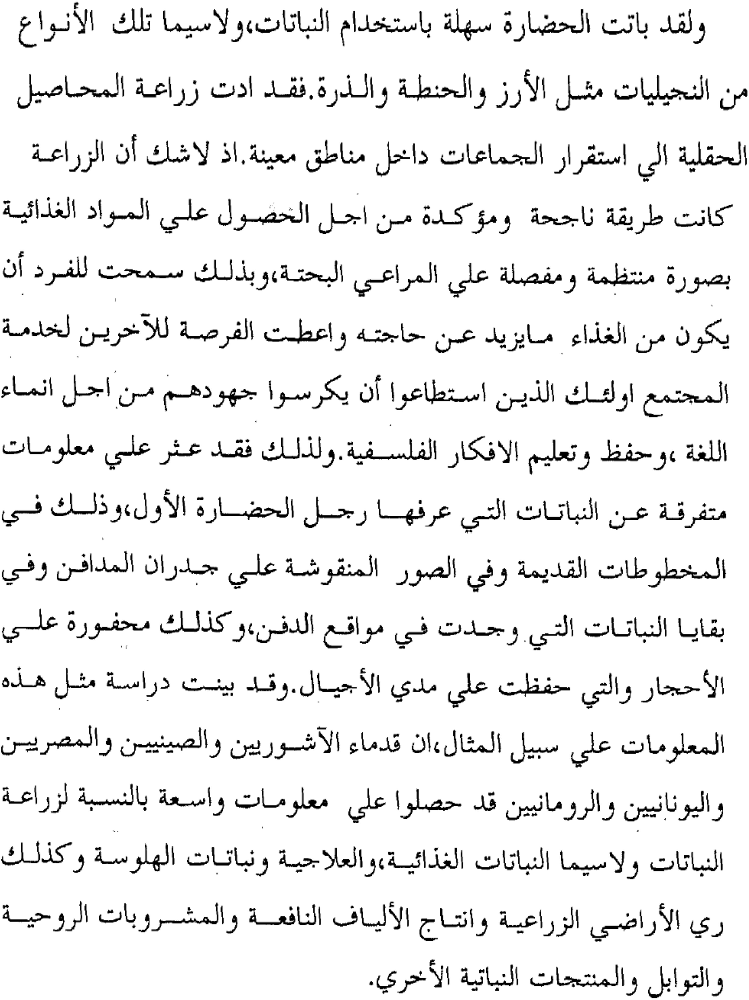 ولقد باتت الحضارة سهلة باستخدام النباتات،ولاسيما تلك الأنواع
من النجيليات مثل الأرز والحنطة والذرة.فقد ادت زراعة المحاصيل
الحقلية الي استقرار الجماعات داخل مناطق معينة.اذ لاشك أن الزراعة
كانت طريقة ناجحة ومؤكدة من اجل الحصول علي المواد الغذائية
بصورة منتظمة ومفصلة علي المراعي البحتة،وبذلك سمحت للفرد أن
يكون من الغذاء مايزيد عن حاجته واعطت الفرصة للآخرين لخدمة
المجتمع اولئك الذين استطاعوا أن يكرسوا جهودهم من اجل انماء
اللغة ،وحفظ وتعليم الافكار الفلسفية.ولذلك فقد عثر علي معلومات
متفرقة عن النباتات التي عرفها رجل الحضارة الأول،وذلك في
المخطوطات القديمة وفي الصور المنقوشة علي جدران المدافن وفي
بقايا النباتات التي وجدت في مواقع الدفن،وكذلك محفورة علي
الأحجار والتي حفظت علي مدي الأجيال.وقد بينت دراسة مثل هذه
المعلومات علي سبيل المثال،ان قدماء الآشوريين والصينيين والمصريين
واليونانيين والرومانيين قد حصلوا علي معلومات واسعة بالنسبة لزراعة
النباتات ولاسيما النباتات الغذائية،والعلاجية ونباتات الهلوسة وكذلك
ري الأراضي الزراعية وانتاج الألياف النافعة والمشروبات الروحية
والتوابل والمنتجات النباتية الأخري.